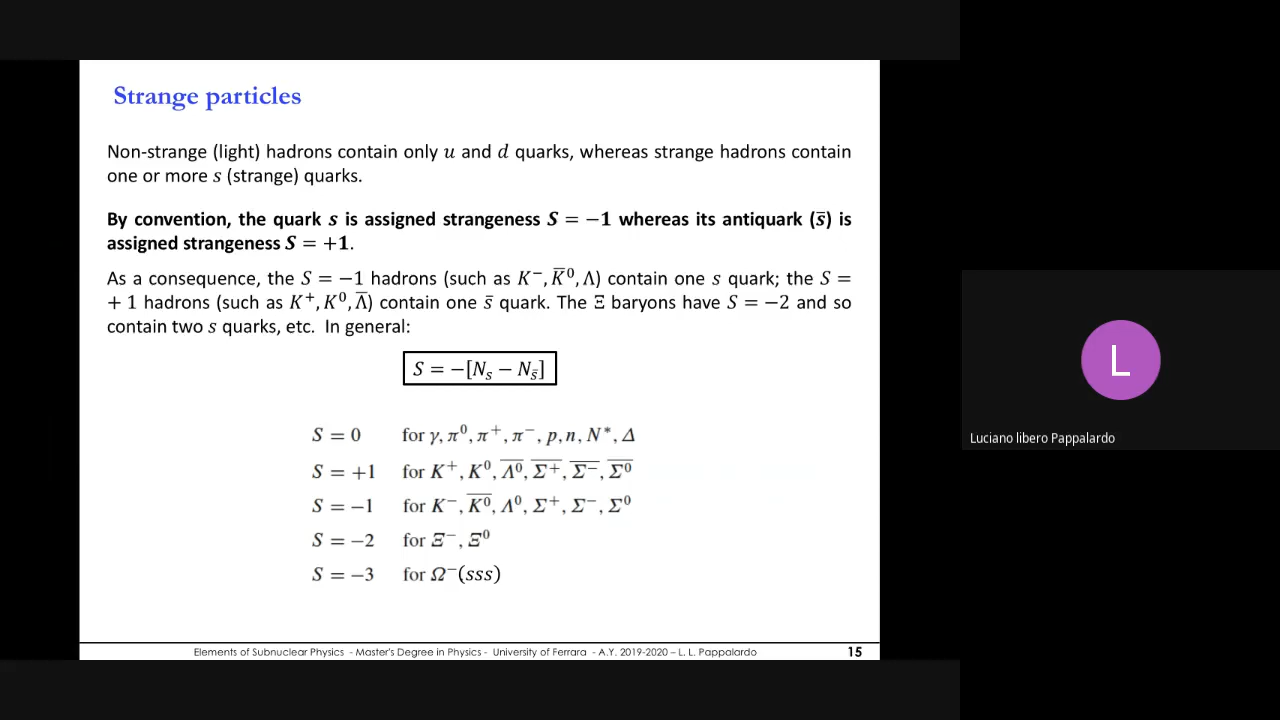 Strange particles
Non-strange (light) hadrons contain only u and d quarks, whereas strange hadrons contain
one or more s (strange) quarks.
By convention, the quark s is assigned strangeness S = −1 whereas its antiquark (s̄) is
assigned strangeness S = +1.
As a consequence, the S = −1 hadrons (such as K⁻, K̄⁰, Λ) contain one s quark; the S =
+ 1 hadrons (such as K⁺, K⁰, Λ̄) contain one s̄ quark. The Ξ baryons have S = −2 and so
contain two s quarks, etc. In general:
S = −[Nₛ − Nₛ̄]
S = 0 for γ, π⁰, π⁺, π⁻, p, n, N*, Δ
S = +1 for K⁺, K⁰, Λ̄⁰, Σ̄⁺, Σ̄⁻, Σ̄⁰
S = −1 for K⁻, K̄⁰, Λ⁰, Σ⁺, Σ⁻, Σ⁰
S = −2 for Ξ⁻, Ξ⁰
S = −3 for Ω⁻(sss)
Elements of Subnuclear Physics - Master's Degree in Physics - University of Ferrara - A.Y. 2019-2020 – L. L. Pappalardo 15
L
Luciano libero Pappalardo